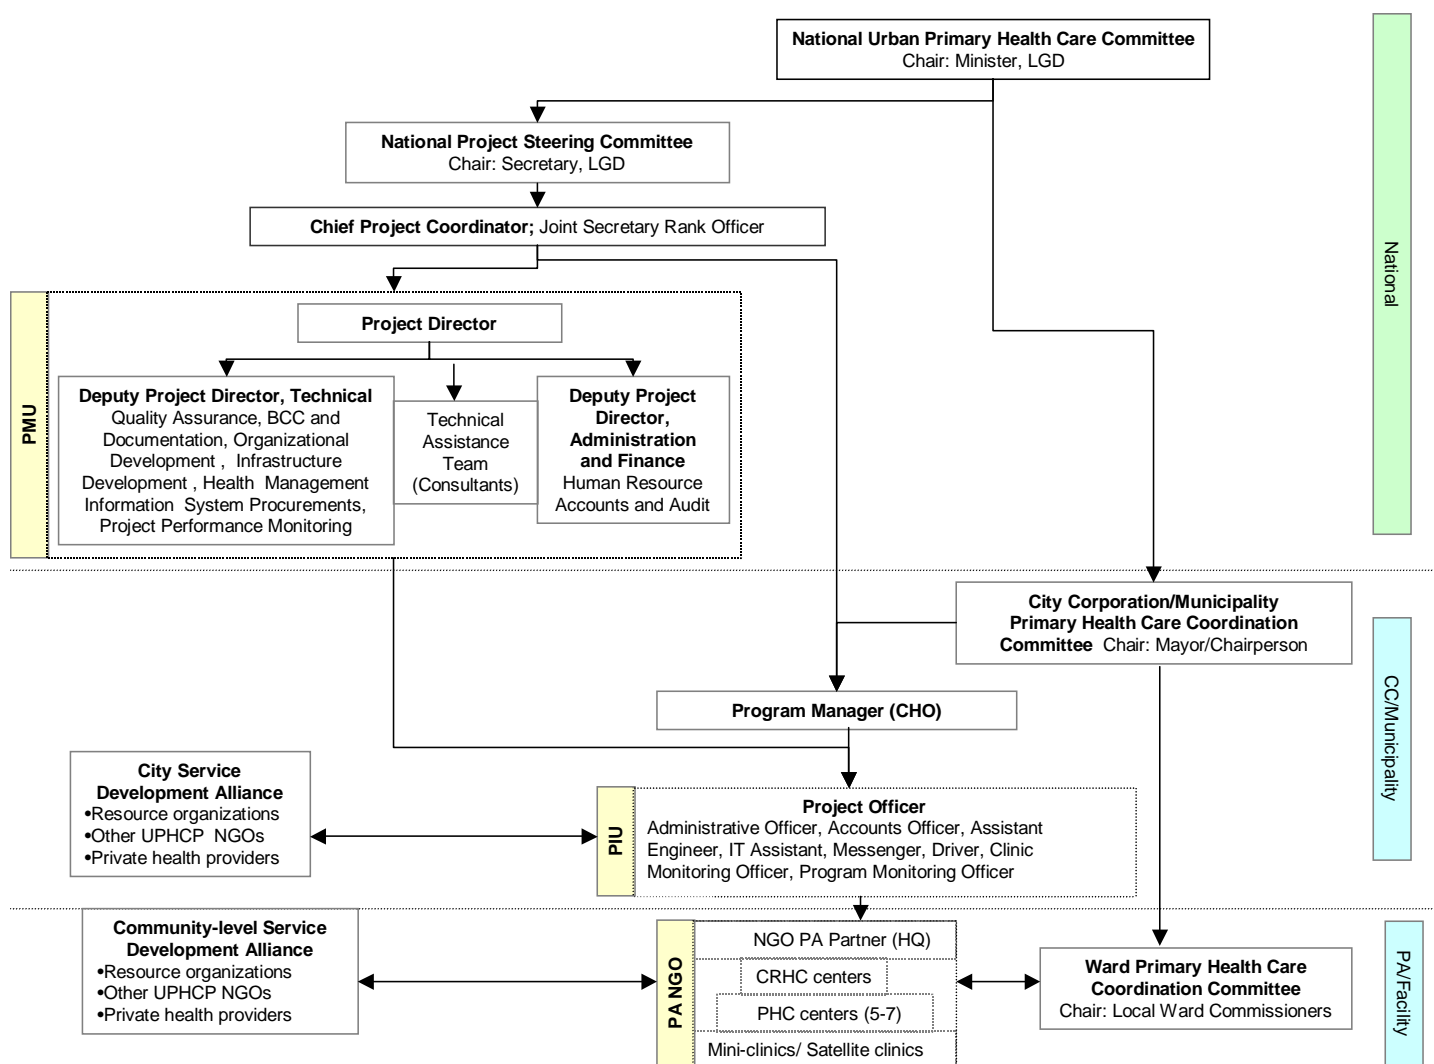 National Urban Primary Health Care Committee
Chair: Minister, LGD
National Project Steering Committee
Chair: Secretary, LGD
Chief Project Coordinator; Joint Secretary Rank Officer
National
PMU
Project Director
Deputy Project Director, Technical
Quality Assurance, BCC and
Documentation, Organizational
Development , Infrastructure
Development , Health Management
Information System Procurements,
Project Performance Monitoring
Technical
Assistance
Team
(Consultants)
Deputy Project
Director,
Administration
and Finance
Human Resource
Accounts and Audit
City Corporation/Municipality
Primary Health Care Coordination
Committee Chair: Mayor/Chairperson
CC/Municipality
Program Manager (CHO)
City Service
Development Alliance
•Resource organizations
•Other UPHCP NGOs
•Private health providers
PIU
Project Officer
Administrative Officer, Accounts Officer, Assistant
Engineer, IT Assistant, Messenger, Driver, Clinic
Monitoring Officer, Program Monitoring Officer
Community-level Service
Development Alliance
•Resource organizations
•Other UPHCP NGOs
•Private health providers
PA NGO
NGO PA Partner (HQ)
CRHC centers
PHC centers (5-7)
Mini-clinics/ Satellite clinics
Ward Primary Health Care
Coordination Committee
Chair: Local Ward Commissioners
PA/Facility